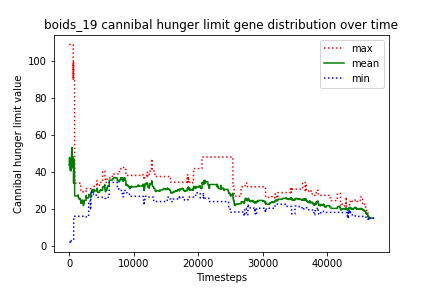 boids_19 cannibal hunger limit gene distribution over time
max
mean
min
Cannibal hunger limit value
100
80
60
40
20
0
0 10000 20000 30000 40000
Timesteps